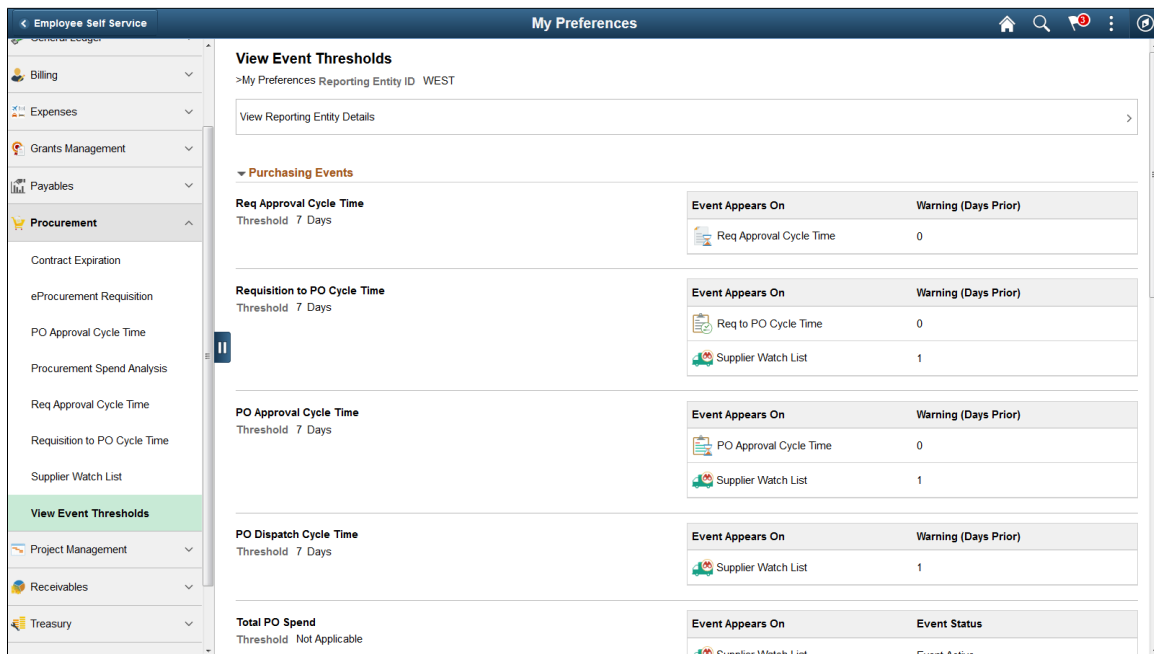 Employee Self Service
My Preferences
3
General Ledger
Billing
Expenses
Grants Management
Payables
Procurement
Contract Expiration
eProcurement Requisition
PO Approval Cycle Time
Procurement Spend Analysis
Req Approval Cycle Time
Requisition to PO Cycle Time
Supplier Watch List
View Event Thresholds
Project Management
Receivables
Treasury
View Event Thresholds
>My Preferences Reporting Entity ID WEST
View Reporting Entity Details
Purchasing Events
Req Approval Cycle Time
Threshold 7 Days
Event Appears On Warning (Days Prior)
Req Approval Cycle Time 0
Requisition to PO Cycle Time
Threshold 7 Days
Event Appears On Warning (Days Prior)
Req to PO Cycle Time 0
Supplier Watch List 1
PO Approval Cycle Time
Threshold 7 Days
Event Appears On Warning (Days Prior)
PO Approval Cycle Time 0
Supplier Watch List 1
PO Dispatch Cycle Time
Threshold 7 Days
Event Appears On Warning (Days Prior)
Supplier Watch List 1
Total PO Spend
Threshold Not Applicable
Event Appears On Event Status
Supplier Watch List Event Active